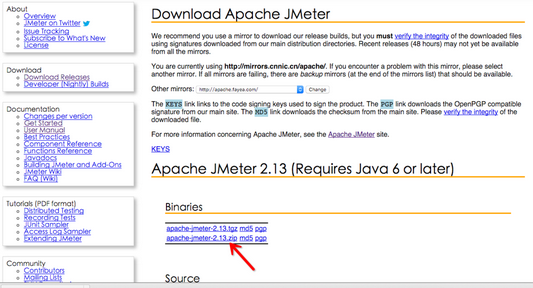 About
Overview
JMeter on Twitter
Issue Tracking
Subscribe to What's New
License
Download
Download Releases
Developer (Nightly) Builds
Documentation
Changes per version
Get Started
User Manual
Best Practices
Component Reference
Functions Reference
Javadocs
Building JMeter and Add-Ons
JMeter Wiki
FAQ (Wiki)
Tutorials (PDF format)
Distributed Testing
Recording Tests
JUnit Sampler
Access Log Sampler
Extending JMeter
Community
Contributors
Mailing Lists
Download Apache JMeter
We recommend you use a mirror to download our release builds, but you must verify the integrity of the downloaded files
using signatures downloaded from our main distribution directories. Recent releases (48 hours) may not yet be available
from all the mirrors.
You are currently using http://mirrors.cnnic.cn/apache/. If you encounter a problem with this mirror, please select
another mirror. If all mirrors are failing, there are backup mirrors (at the end of the mirrors list) that should be available.
Other mirrors: http://apache.fayea.com/ Change
The KEYS link links to the code signing keys used to sign the product. The PGP link downloads the OpenPGP compatible
signature from our main site. The MD5 link downloads the checksum from the main site. Please verify the integrity of the
downloaded file.
For more information concerning Apache JMeter, see the Apache JMeter site.
KEYS
Apache JMeter 2.13 (Requires Java 6 or later)
Binaries
apache-jmeter-2.13.tgz md5 pgp
apache-jmeter-2.13.zip md5 pgp
Source